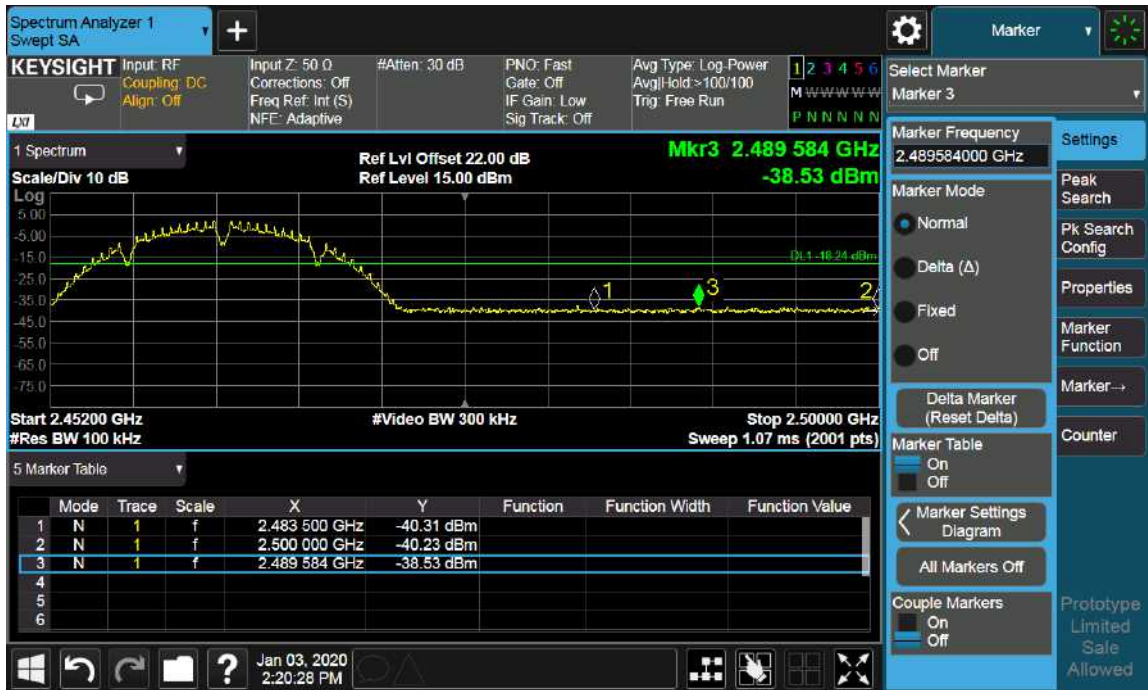 Spectrum Analyzer 1
Swept SA
Marker
KEYSIGHT
LXI
Input: RF
Coupling: DC
Align: Off
Input Z: 50 Ω
Corrections: Off
Freq Ref: Int (S)
NFE: Adaptive
#Atten: 30 dB
PNO: Fast
Gate: Off
IF Gain: Low
Sig Track: Off
Avg Type: Log-Power
Avg|Hold:>100/100
Trig: Free Run
1 2 3 4 5 6
M W W W W W
P N N N N N
Select Marker
Marker 3
1 Spectrum
Scale/Div 10 dB
Ref Lvl Offset 22.00 dB
Ref Level 15.00 dBm
Mkr3 2.489 584 GHz
-38.53 dBm
Log
5.00
-5.00
-15.0
-25.0
-35.0
-45.0
-55.0
-65.0
-75.0
DL1 -18.24 dBm
1
3
2
Start 2.45200 GHz
#Res BW 100 kHz
#Video BW 300 kHz
Stop 2.50000 GHz
Sweep 1.07 ms (2001 pts)
5 Marker Table
Mode Trace Scale X Y Function Function Width Function Value
1 N 1 f 2.483 500 GHz -40.31 dBm
2 N 1 f 2.500 000 GHz -40.23 dBm
3 N 1 f 2.489 584 GHz -38.53 dBm
4
5
6
Marker Frequency
2.489584000 GHz
Marker Mode
Normal
Delta (Δ)
Fixed
Off
Delta Marker
(Reset Delta)
Marker Table
On
Off
Marker Settings
Diagram
All Markers Off
Couple Markers
On
Off
Settings
Peak
Search
Pk Search
Config
Properties
Marker
Function
Marker→
Counter
Prototype
Limited
Sale
Allowed
?
Jan 03, 2020
2:20:28 PM